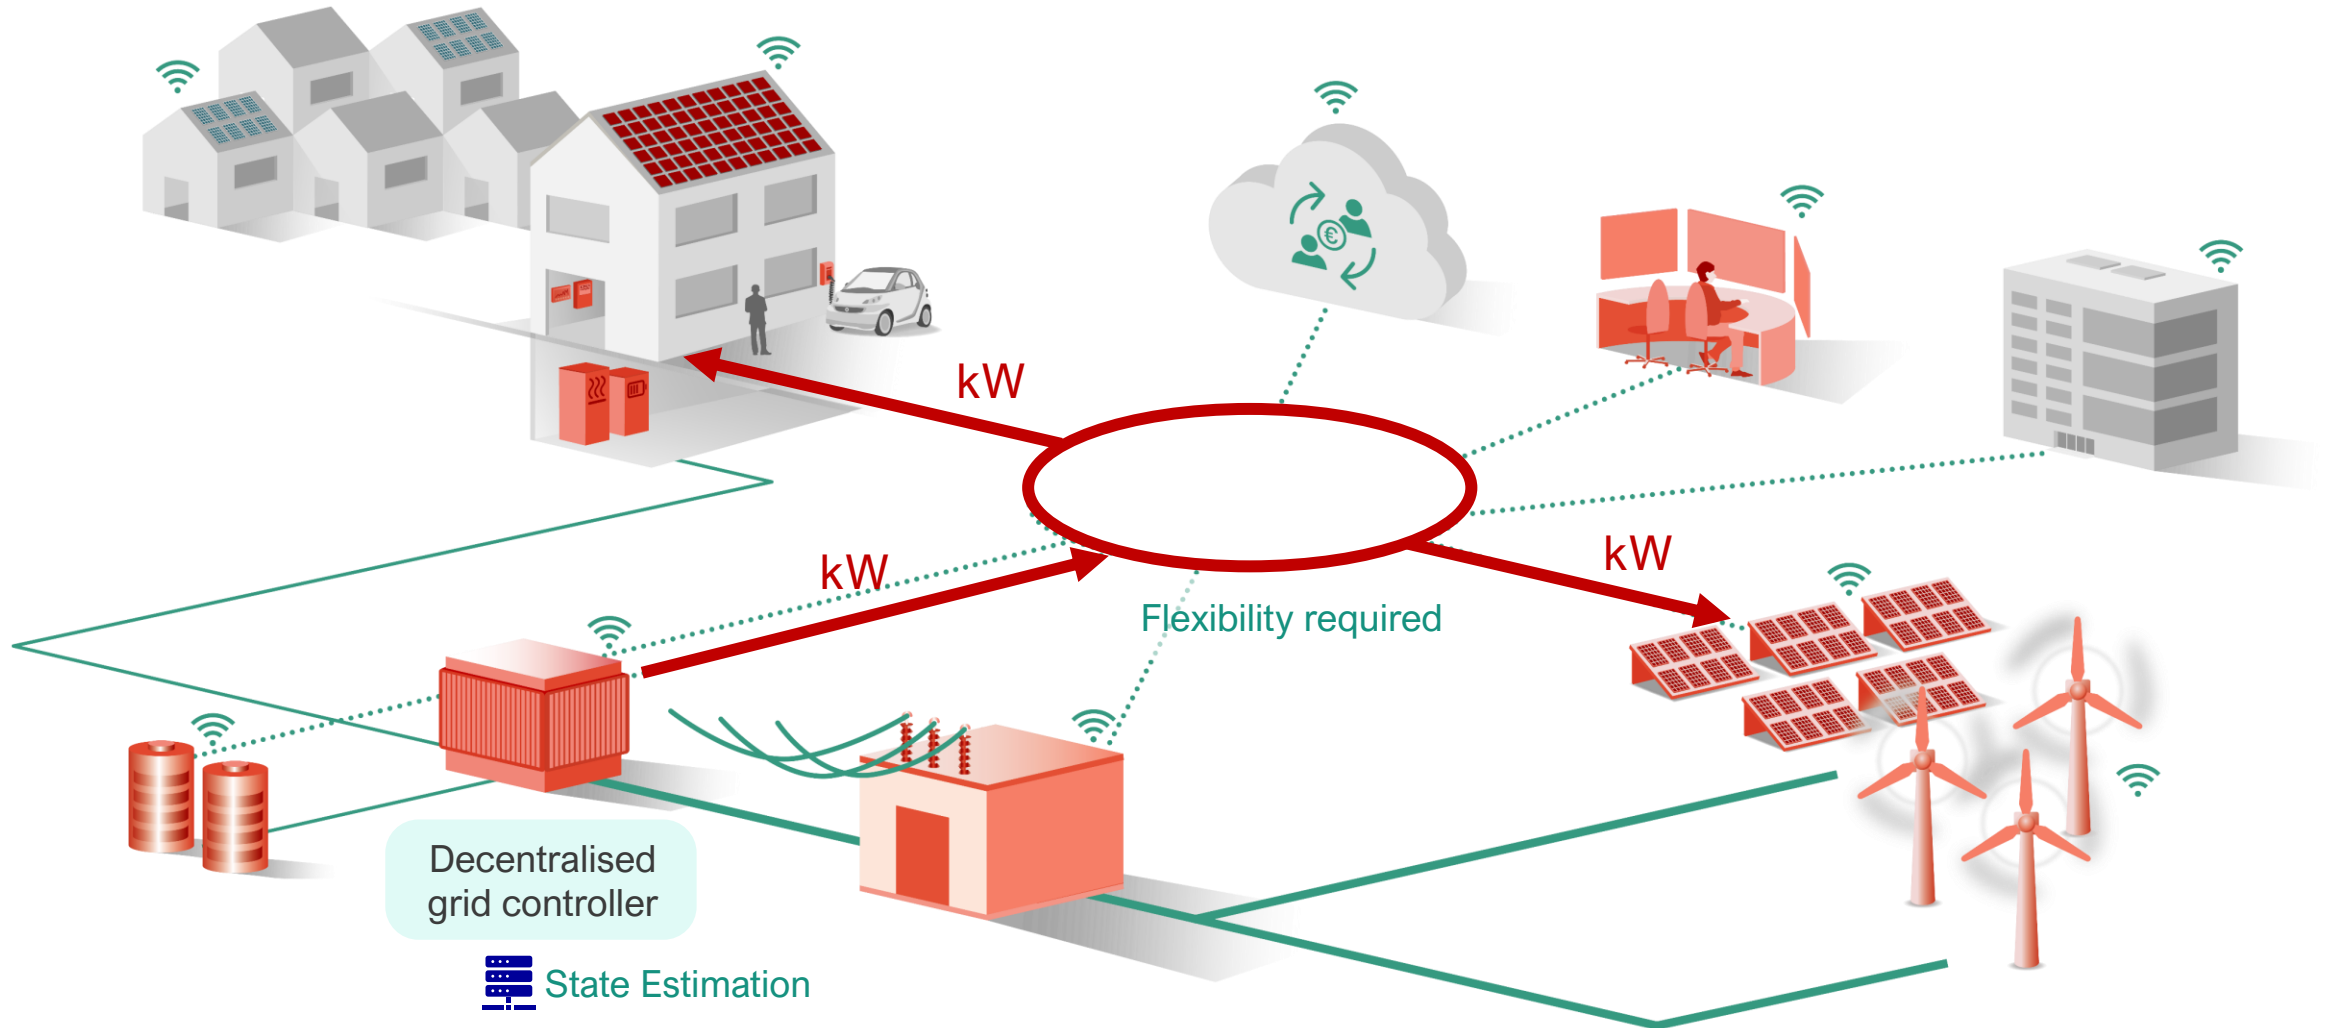 kW
kW
kW
Flexibility required
€
Decentralised
grid controller
State Estimation